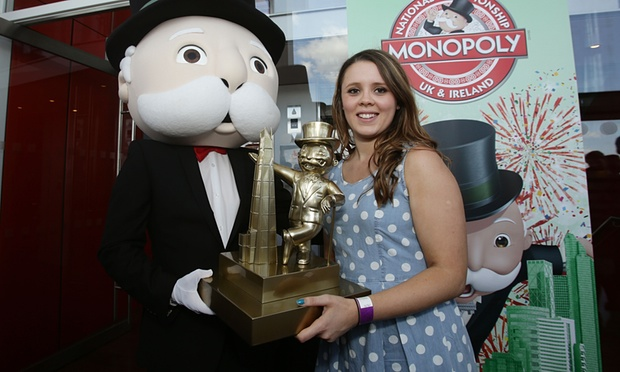 NATIONAL CHAMPIONSHIP
MONOPOLY
UK & IRELAND